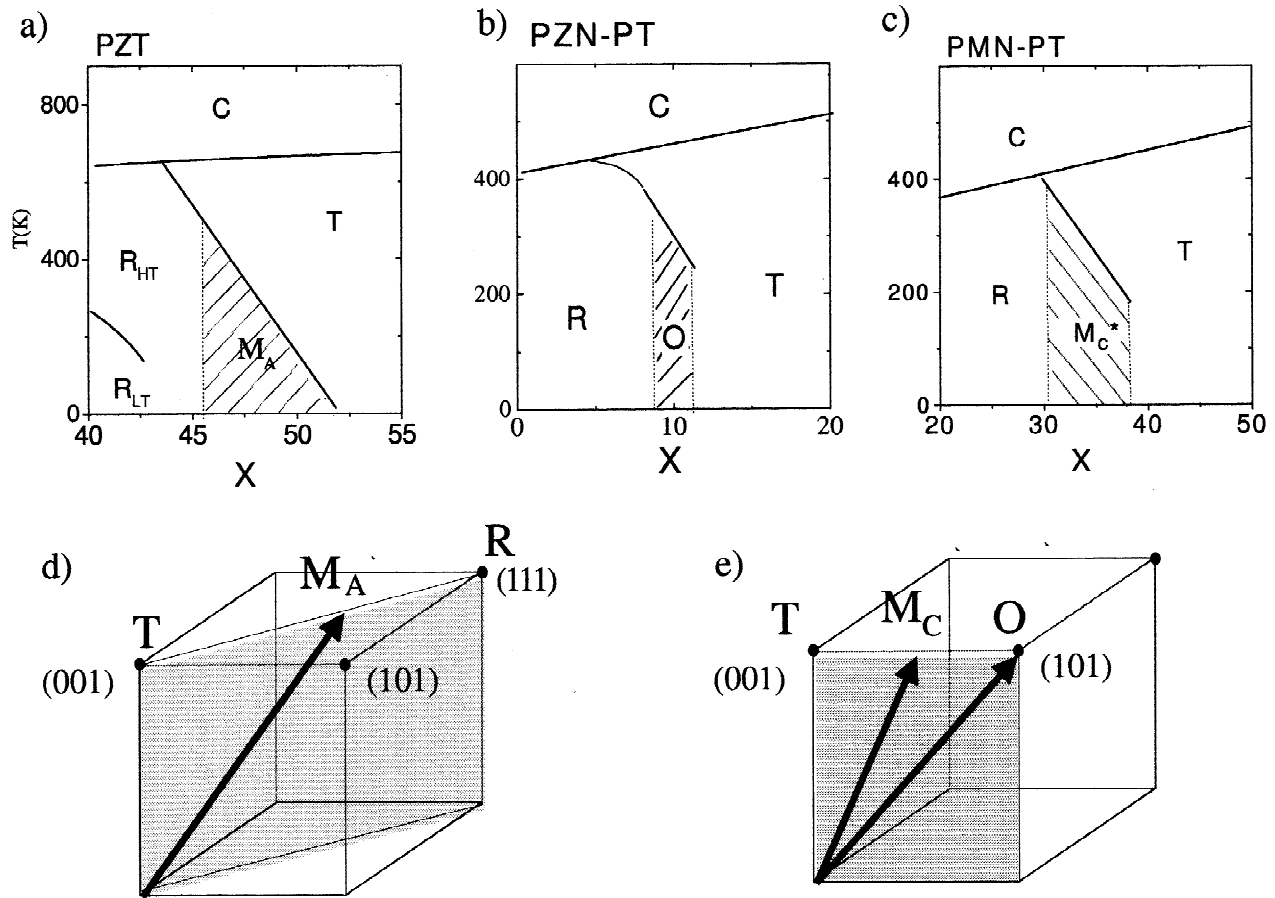 a)
PZT
T(K)
800
400
0
40
45
50
55
X
C
T
R_HT
R_LT
M_A
b)
PZN-PT
400
200
0
0
10
20
X
C
R
O
T
c)
PMN-PT
400
200
0
20
30
40
50
X
C
R
M_C*
T
d)
T
(001)
M_A
R
(111)
(101)
e)
T
(001)
M_C
O
(101)